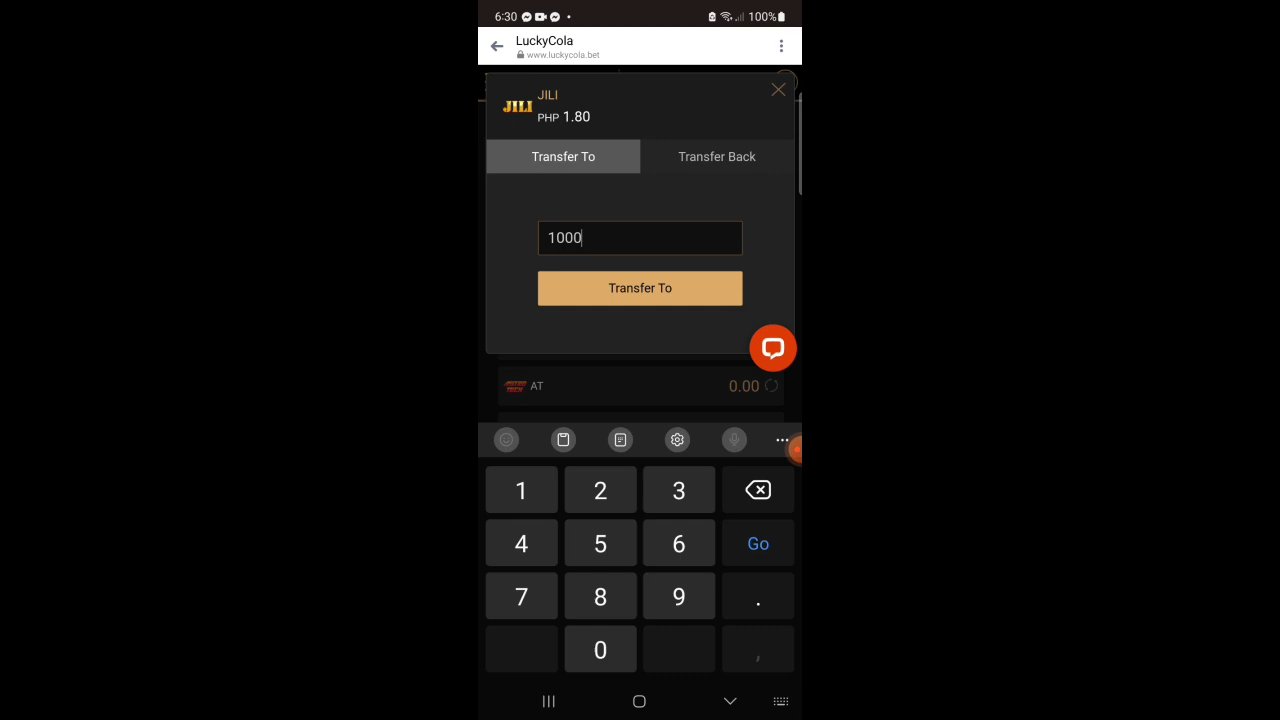 6:30
100%
LuckyCola
www.luckycola.bet
JILI
JILI
PHP 1.80
Transfer To
Transfer Back
1000
Transfer To
AT
0.00
1
2
3
4
5
6
Go
7
8
9
.
0
,